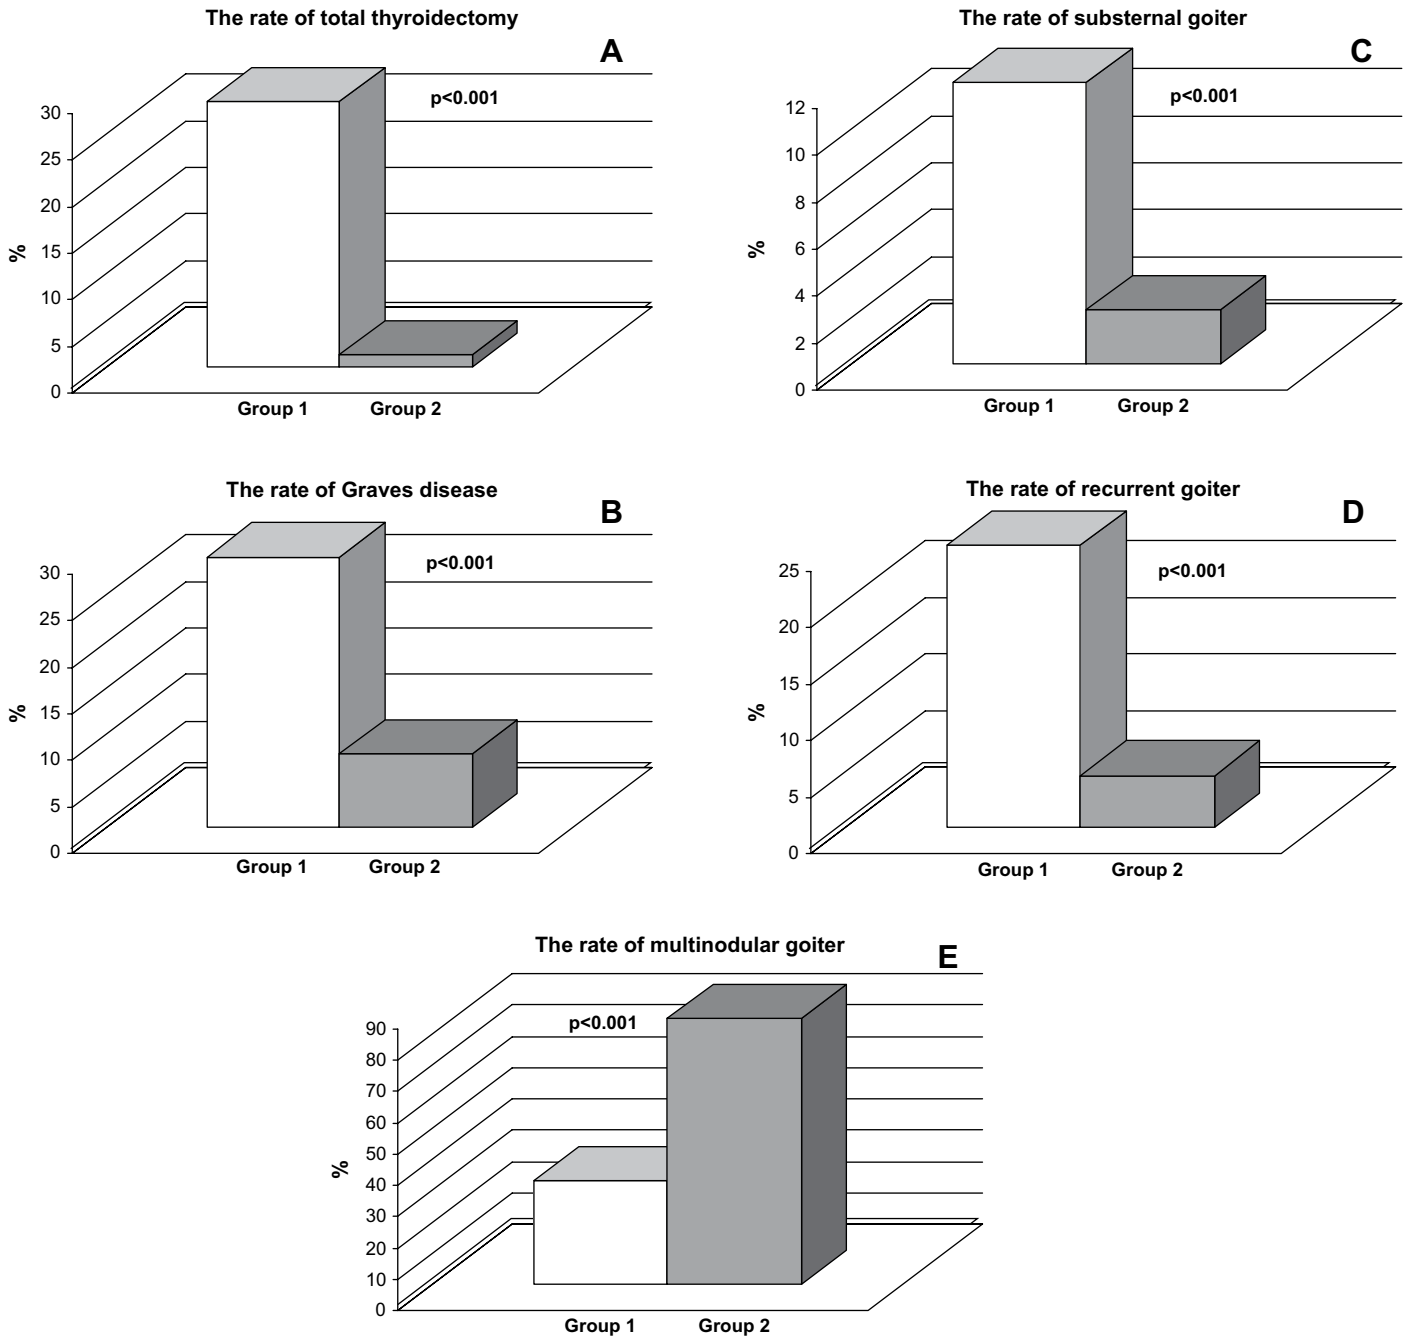 The rate of total thyroidectomy
A
p<0.001
30
25
20
15
10
5
0
%
Group 1 Group 2
The rate of substernal goiter
C
p<0.001
12
10
8
6
4
2
0
%
Group 1 Group 2
The rate of Graves disease
B
p<0.001
30
25
20
15
10
5
0
%
Group 1 Group 2
The rate of recurrent goiter
D
p<0.001
25
20
15
10
5
0
%
Group 1 Group 2
The rate of multinodular goiter
E
p<0.001
90
80
70
60
50
40
30
20
10
0
%
Group 1 Group 2